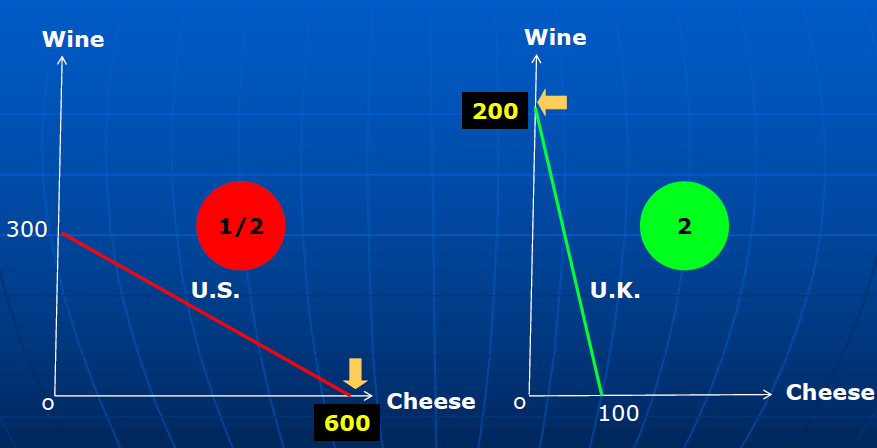 Wine
300
1/2
U.S.
o
Cheese
600
Wine
200
2
U.K.
o
Cheese
100